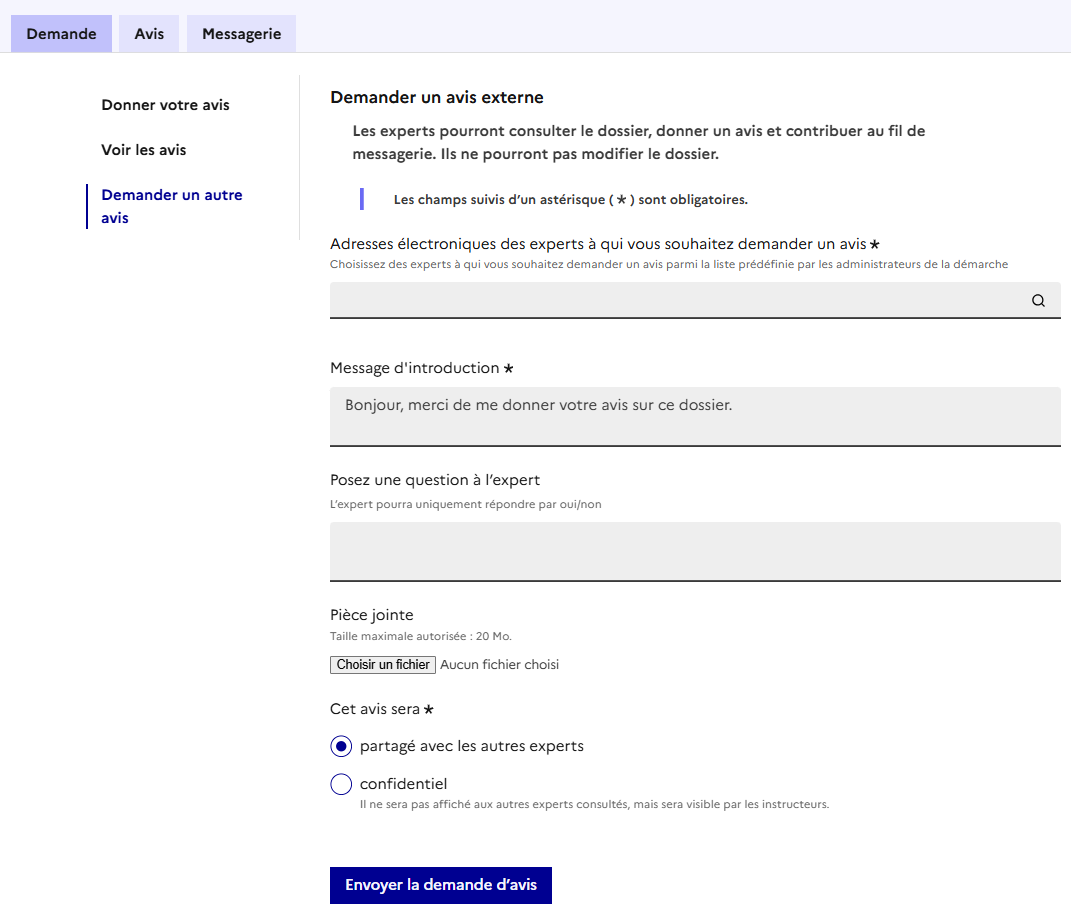 Demande
Avis
Messagerie
Donner votre avis
Voir les avis
Demander un autre
avis
Demander un avis externe
Les experts pourront consulter le dossier, donner un avis et contribuer au fil de
messagerie. Ils ne pourront pas modifier le dossier.
Les champs suivis d’un astérisque ( * ) sont obligatoires.
Adresses électroniques des experts à qui vous souhaitez demander un avis *
Choisissez des experts à qui vous souhaitez demander un avis parmi la liste prédéfinie par les administrateurs de la démarche
Message d'introduction *
Bonjour, merci de me donner votre avis sur ce dossier.
Posez une question à l’expert
L’expert pourra uniquement répondre par oui/non
Pièce jointe
Taille maximale autorisée : 20 Mo.
Choisir un fichier Aucun fichier choisi
Cet avis sera *
partagé avec les autres experts
confidentiel
Il ne sera pas affiché aux autres experts consultés, mais sera visible par les instructeurs.
Envoyer la demande d’avis